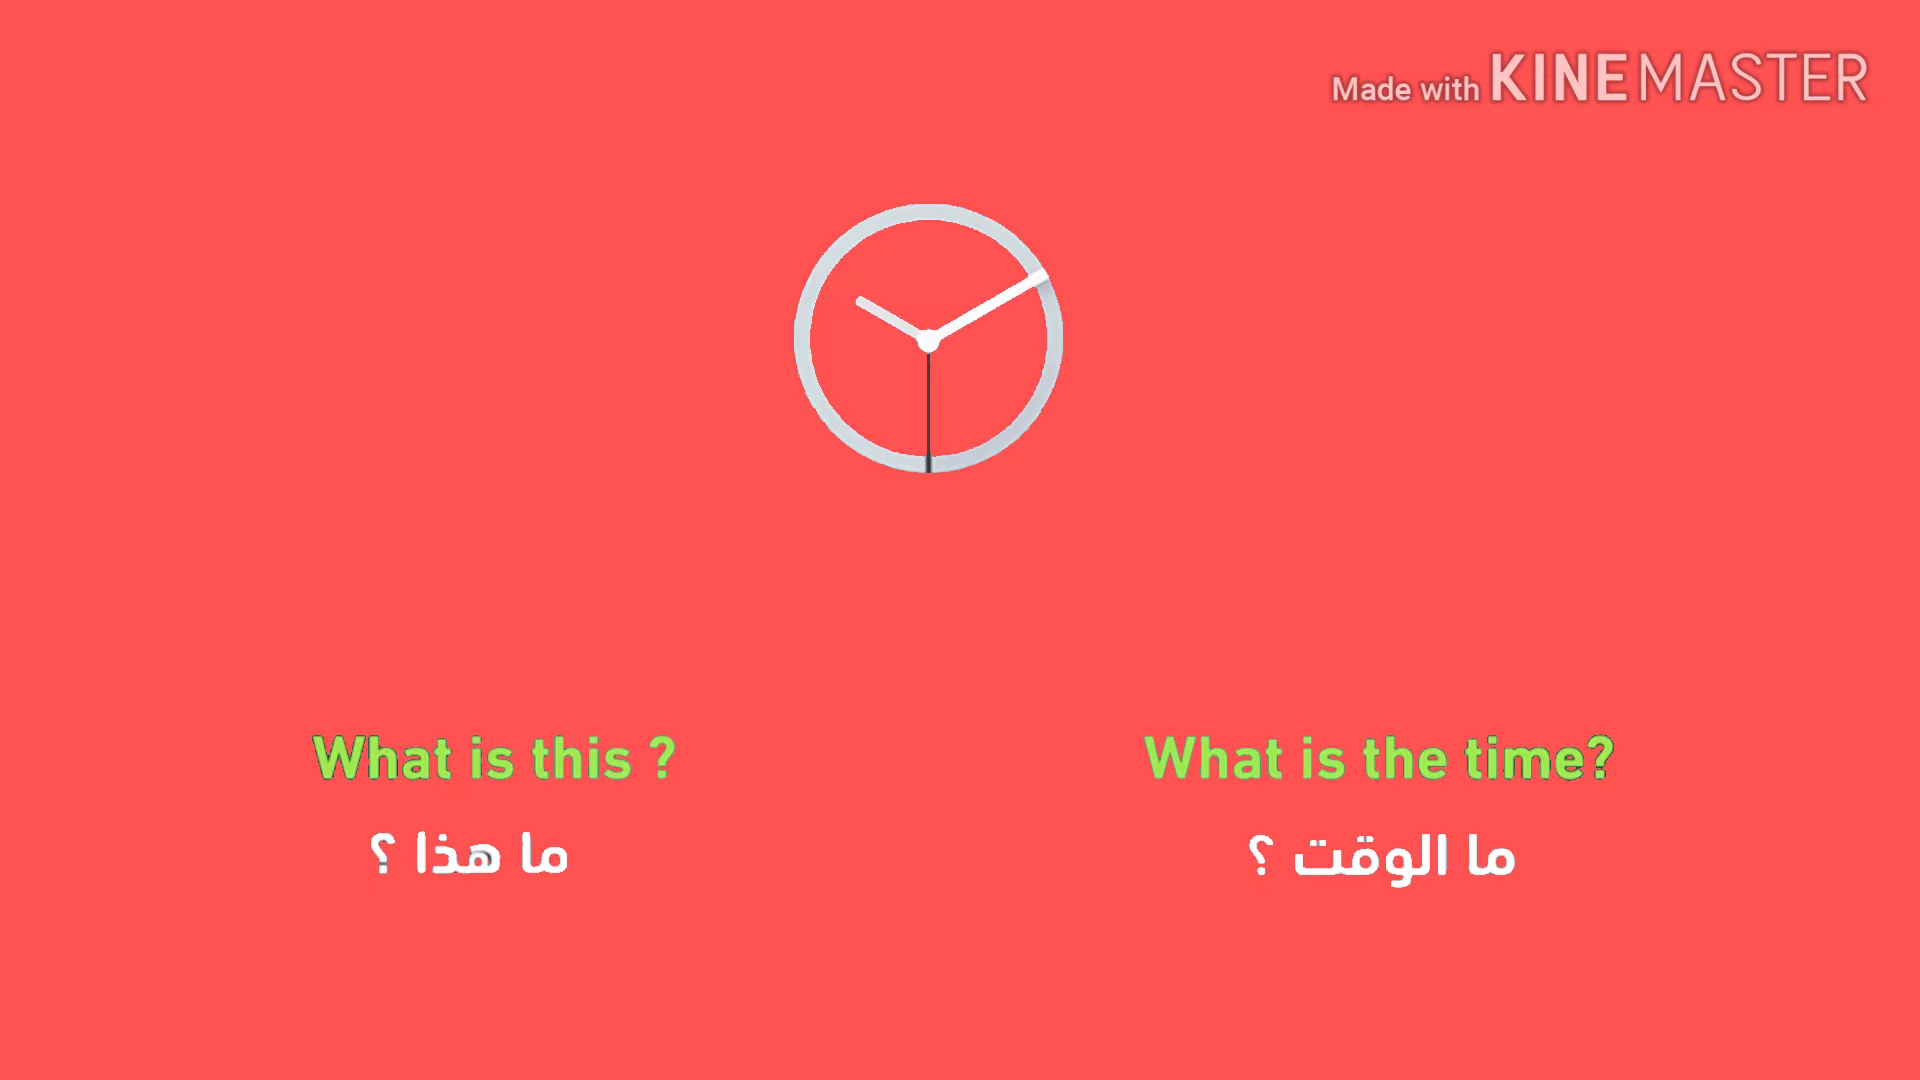 Made with KINEMASTER
What is this ?
ما هذا ؟
What is the time?
ما الوقت ؟